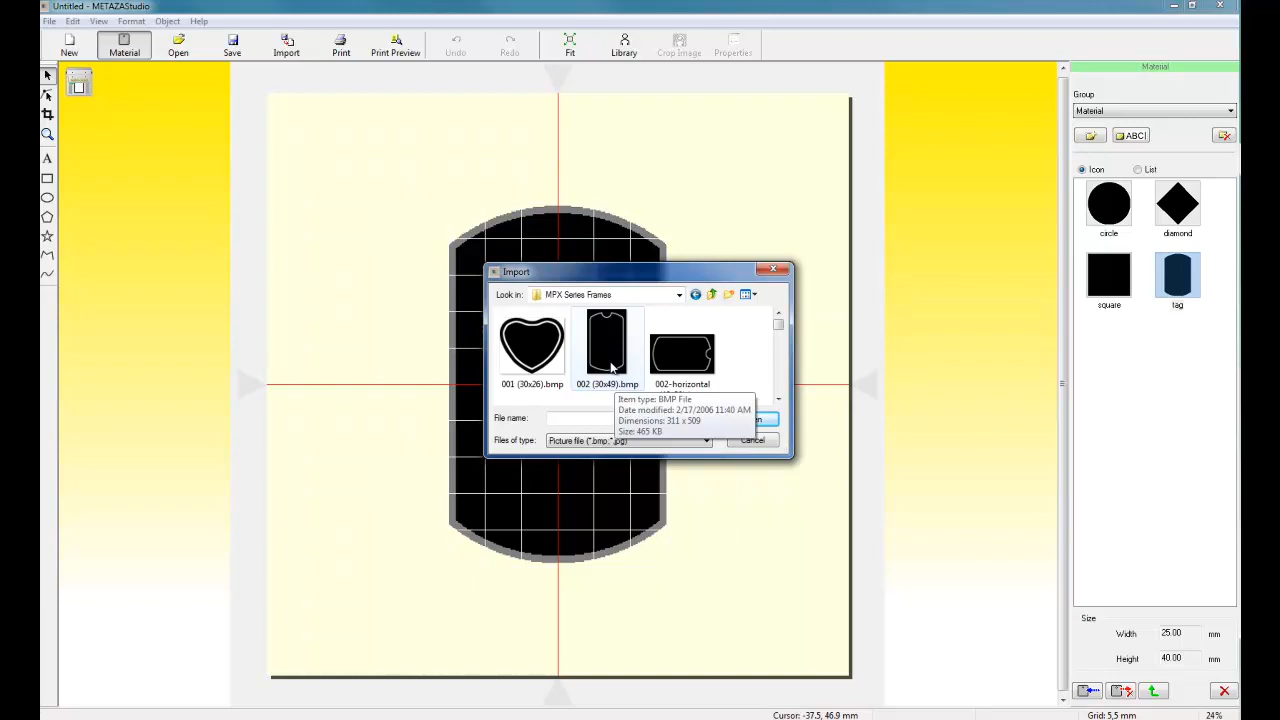 Untitled - METAZAStudio
File Edit View Format Object Help
New Material Open Save Import Print Print Preview Undo Redo Fit Library Crop Image Properties
Material
Group
Material
ABC
Icon List
circle diamond
square tag
Import
Look in: MPX Series Frames
001 (30x26).bmp 002 (30x49).bmp 002-horizontal
Item type: BMP File
Date modified: 2/17/2006 11:40 AM
Dimensions: 311 x 509
Size: 465 KB
File name:
Files of type: Picture file (*.bmp;*.jpg)
Cancel
A
Size
Width 25.00 mm
Height 40.00 mm
Cursor: -37.5, 46.9 mm Grid: 5,5 mm 24%